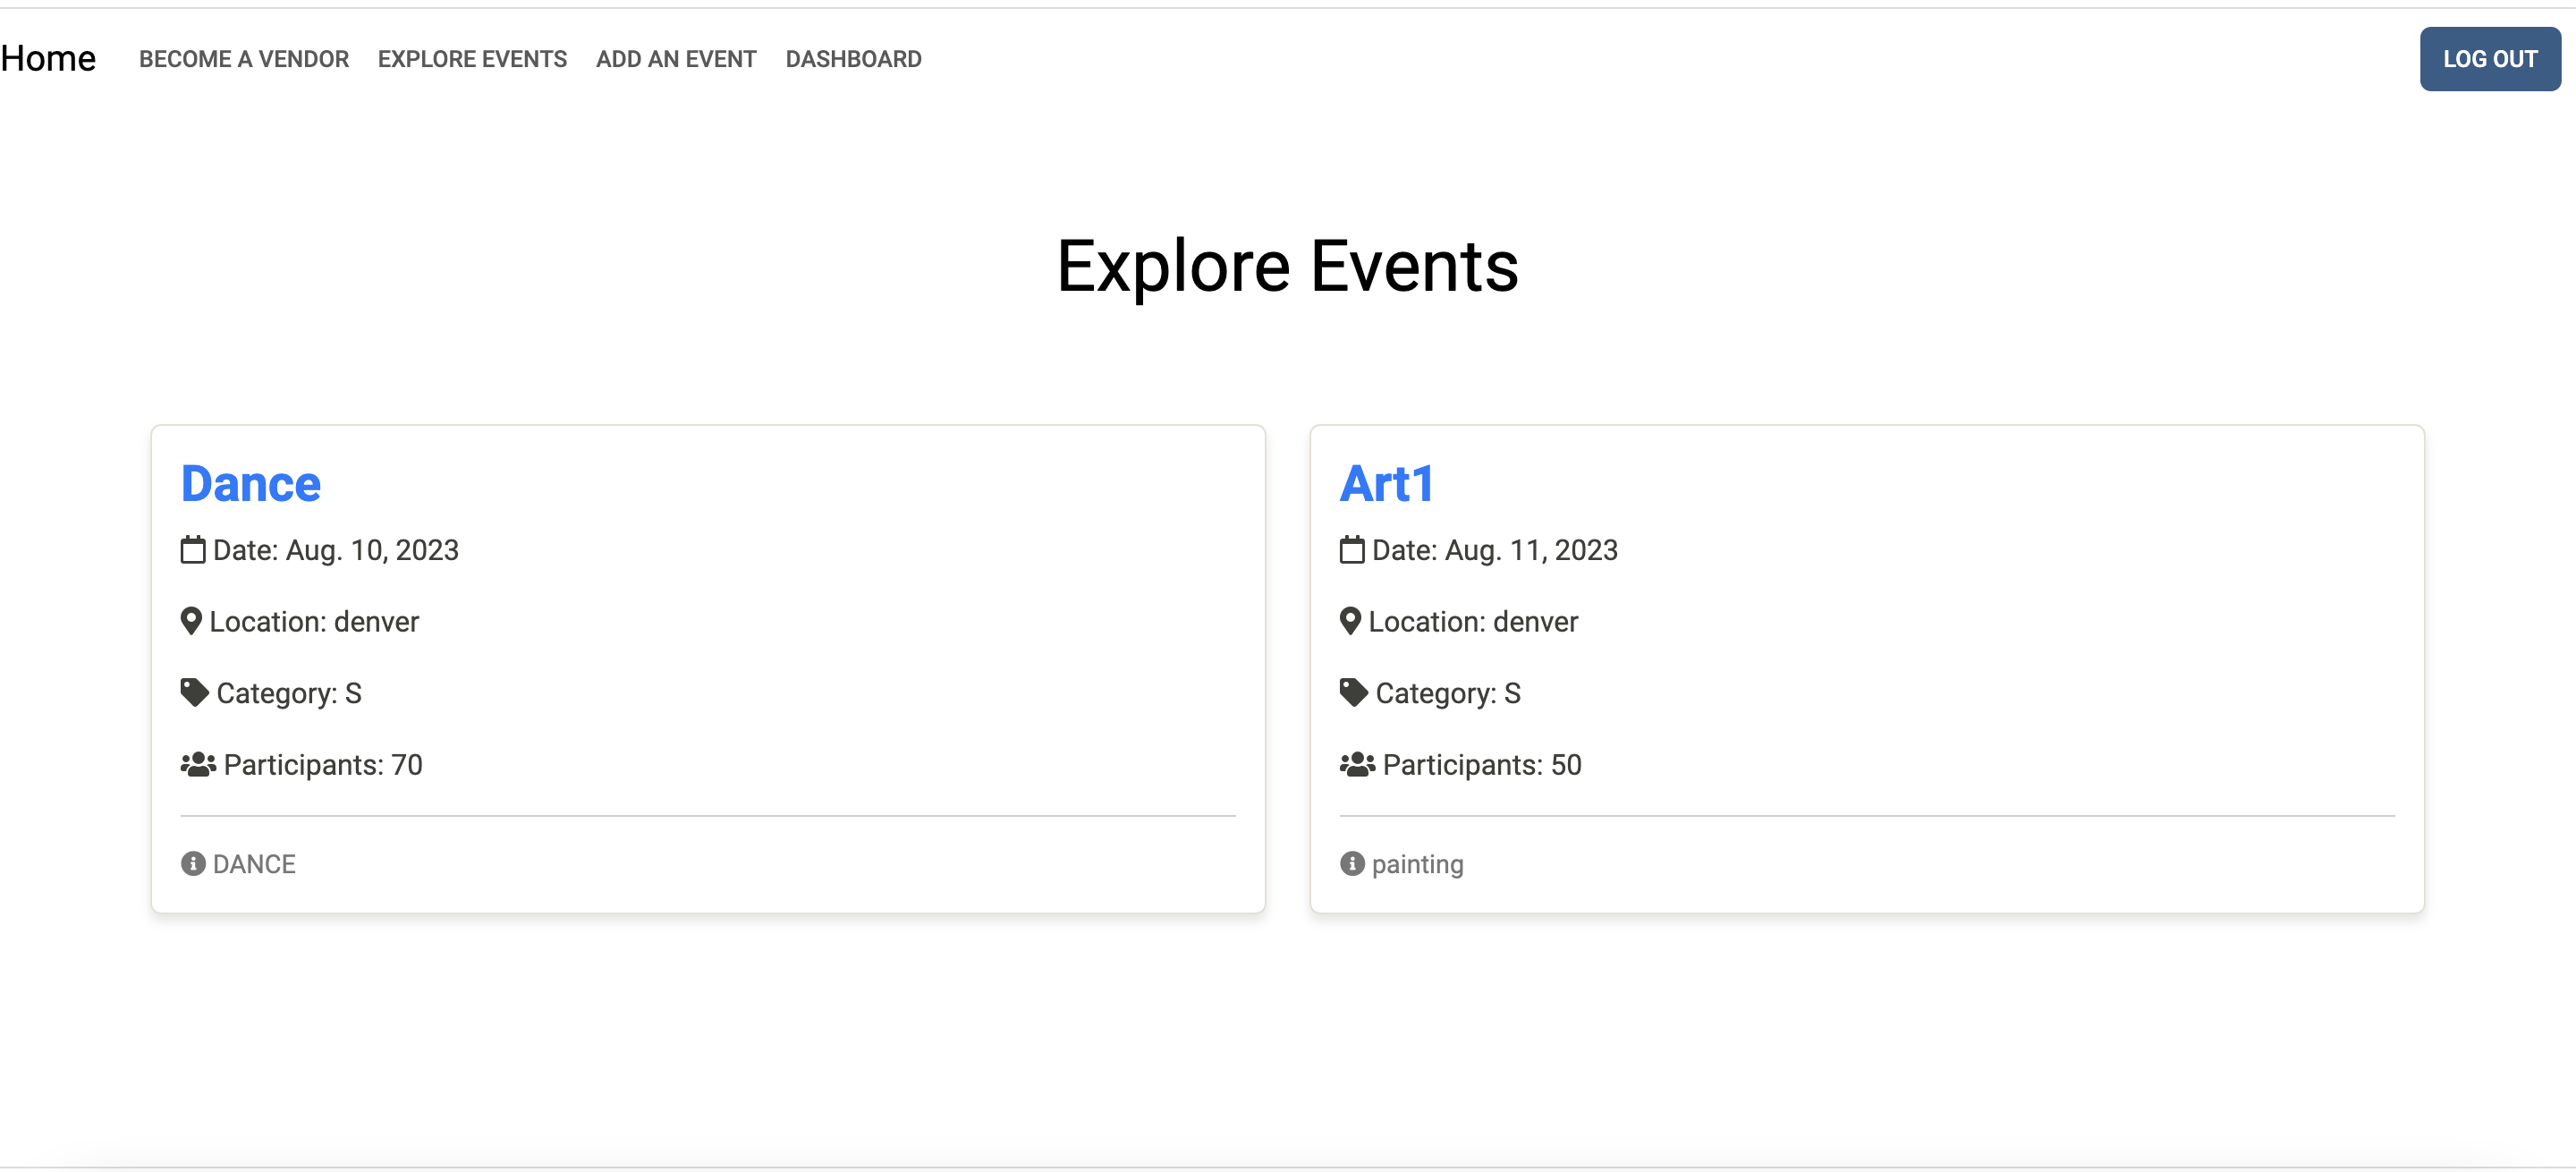 Home BECOME A VENDOR EXPLORE EVENTS ADD AN EVENT DASHBOARD LOG OUT
Explore Events
Dance
Date: Aug. 10, 2023
Location: denver
Category: S
Participants: 70
DANCE
Art1
Date: Aug. 11, 2023
Location: denver
Category: S
Participants: 50
painting